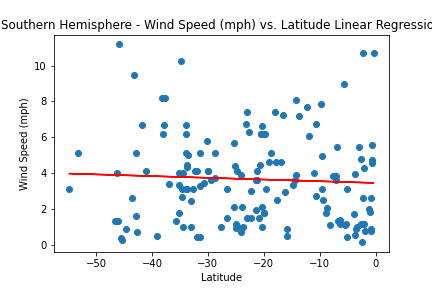 Southern Hemisphere - Wind Speed (mph) vs. Latitude Linear Regressio
10
8
6
4
2
0
Wind Speed (mph)
−50 −40 −30 −20 −10 0
Latitude